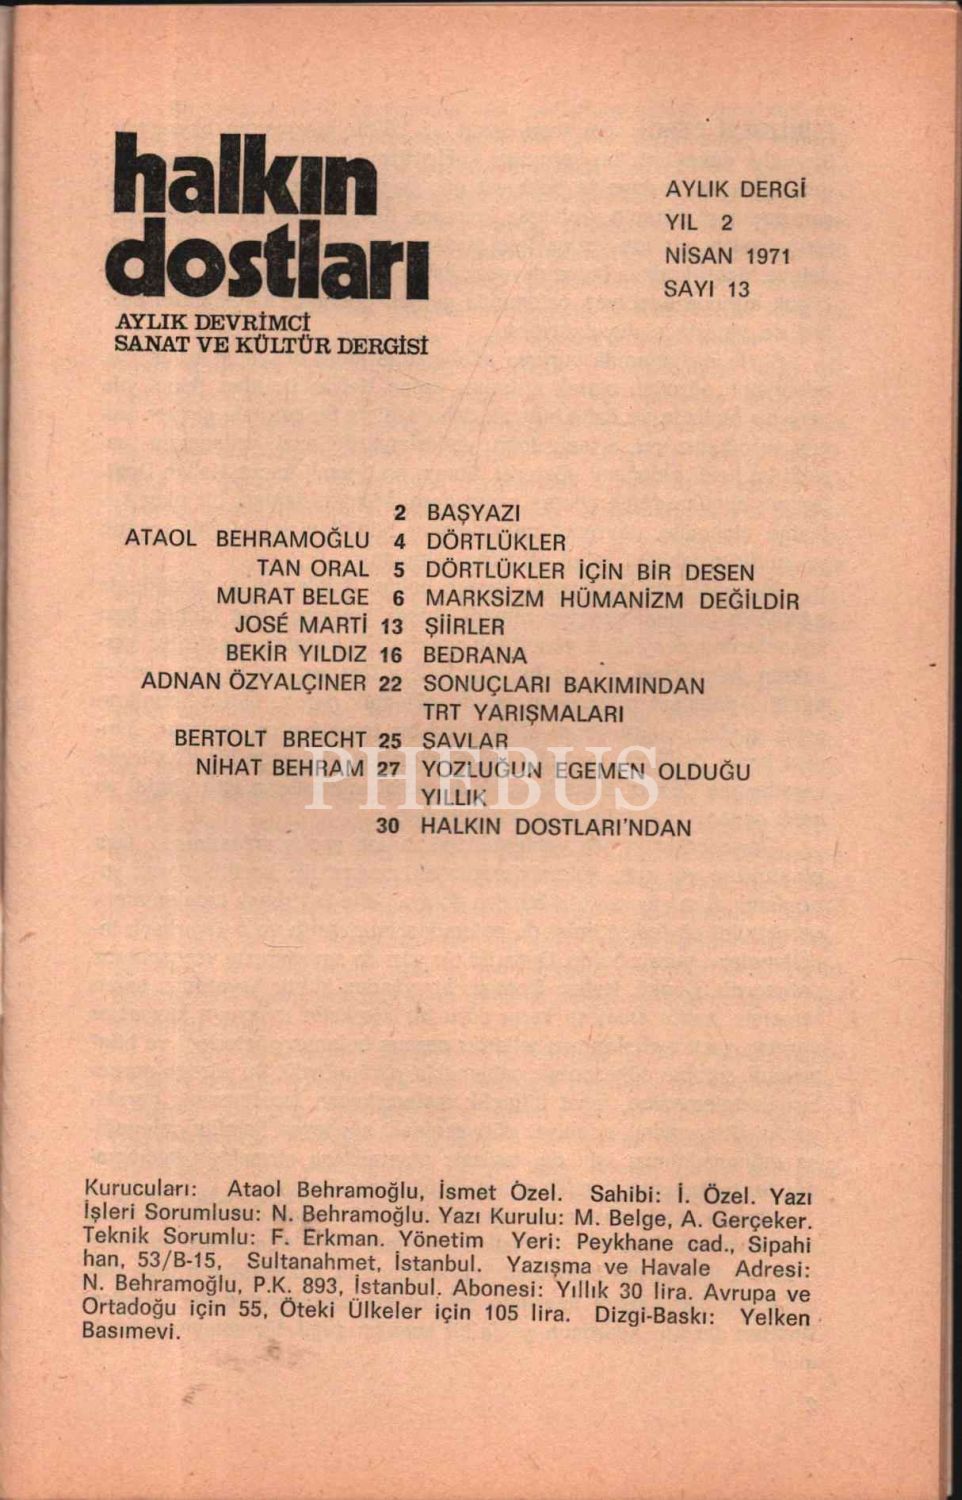 halkın
dostları
AYLIK DEVRİMCİ
SANAT VE KÜLTÜR DERGİSİ
AYLIK DERGİ
YIL 2
NİSAN 1971
SAYI 13
2 BAŞYAZI
ATAOL BEHRAMOĞLU 4 DÖRTLÜKLER
TAN ORAL 5 DÖRTLÜKLER İÇİN BİR DESEN
MURAT BELGE 6 MARKSİZM HÜMANİZM DEĞİLDİR
JOSÉ MARTİ 13 ŞİİRLER
BEKİR YILDIZ 16 BEDRANA
ADNAN ÖZYALÇINER 22 SONUÇLARI BAKIMINDAN
TRT YARIŞMALARI
BERTOLT BRECHT 25 SAVLAR
NİHAT BEHRAM 27 YOZLUĞUN EGEMEN OLDUĞU
YILLIK
30 HALKIN DOSTLARI'NDAN
PHEBUS
Kurucuları: Ataol Behramoğlu, İsmet Özel. Sahibi: İ. Özel. Yazı
İşleri Sorumlusu: N. Behramoğlu. Yazı Kurulu: M. Belge, A. Gerçeker.
Teknik Sorumlu: F. Erkman. Yönetim Yeri: Peykhane cad., Sipahi
han, 53/B-15, Sultanahmet, İstanbul. Yazışma ve Havale Adresi:
N. Behramoğlu, P.K. 893, İstanbul. Abonesi: Yıllık 30 lira. Avrupa ve
Ortadoğu için 55, Öteki Ülkeler için 105 lira. Dizgi-Baskı: Yelken
Basımevi.